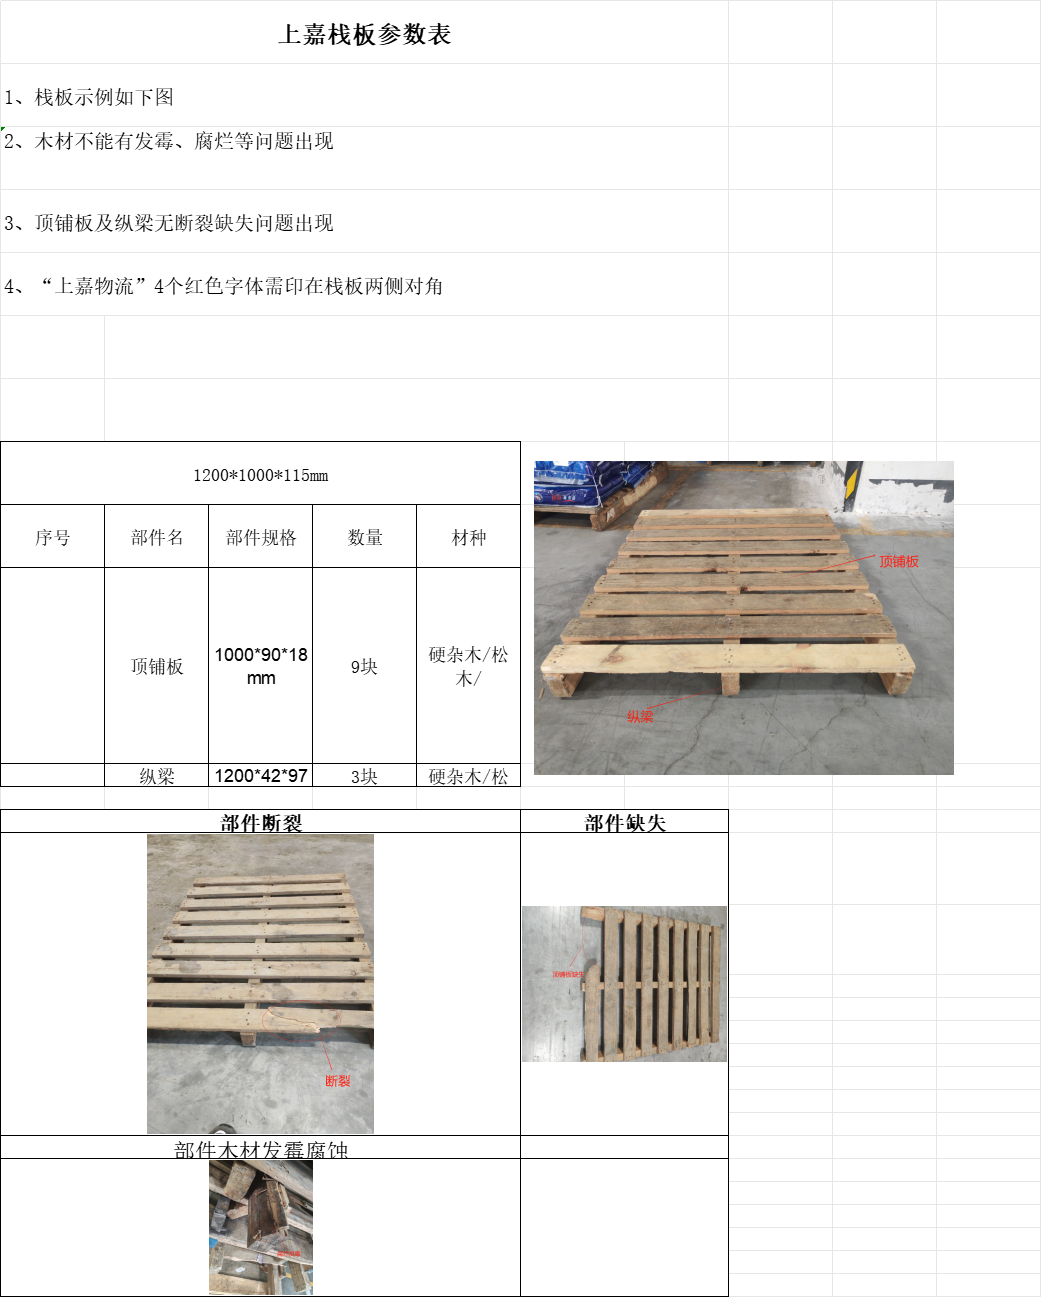 上嘉栈板参数表
1、栈板示例如下图
2、木材不能有发霉、腐烂等问题出现
3、顶铺板及纵梁无断裂缺失问题出现
4、“上嘉物流”4个红色字体需印在栈板两侧对角
1200*1000*115mm
序号 部件名 部件规格 数量 材种
顶铺板 1000*90*18 9块 硬杂木/松
mm 木/
纵梁 1200*42*97 3块 硬杂木/松
顶铺板
纵梁
部件断裂 部件缺失
顶铺板缺失
断裂
部件木材发霉腐蚀